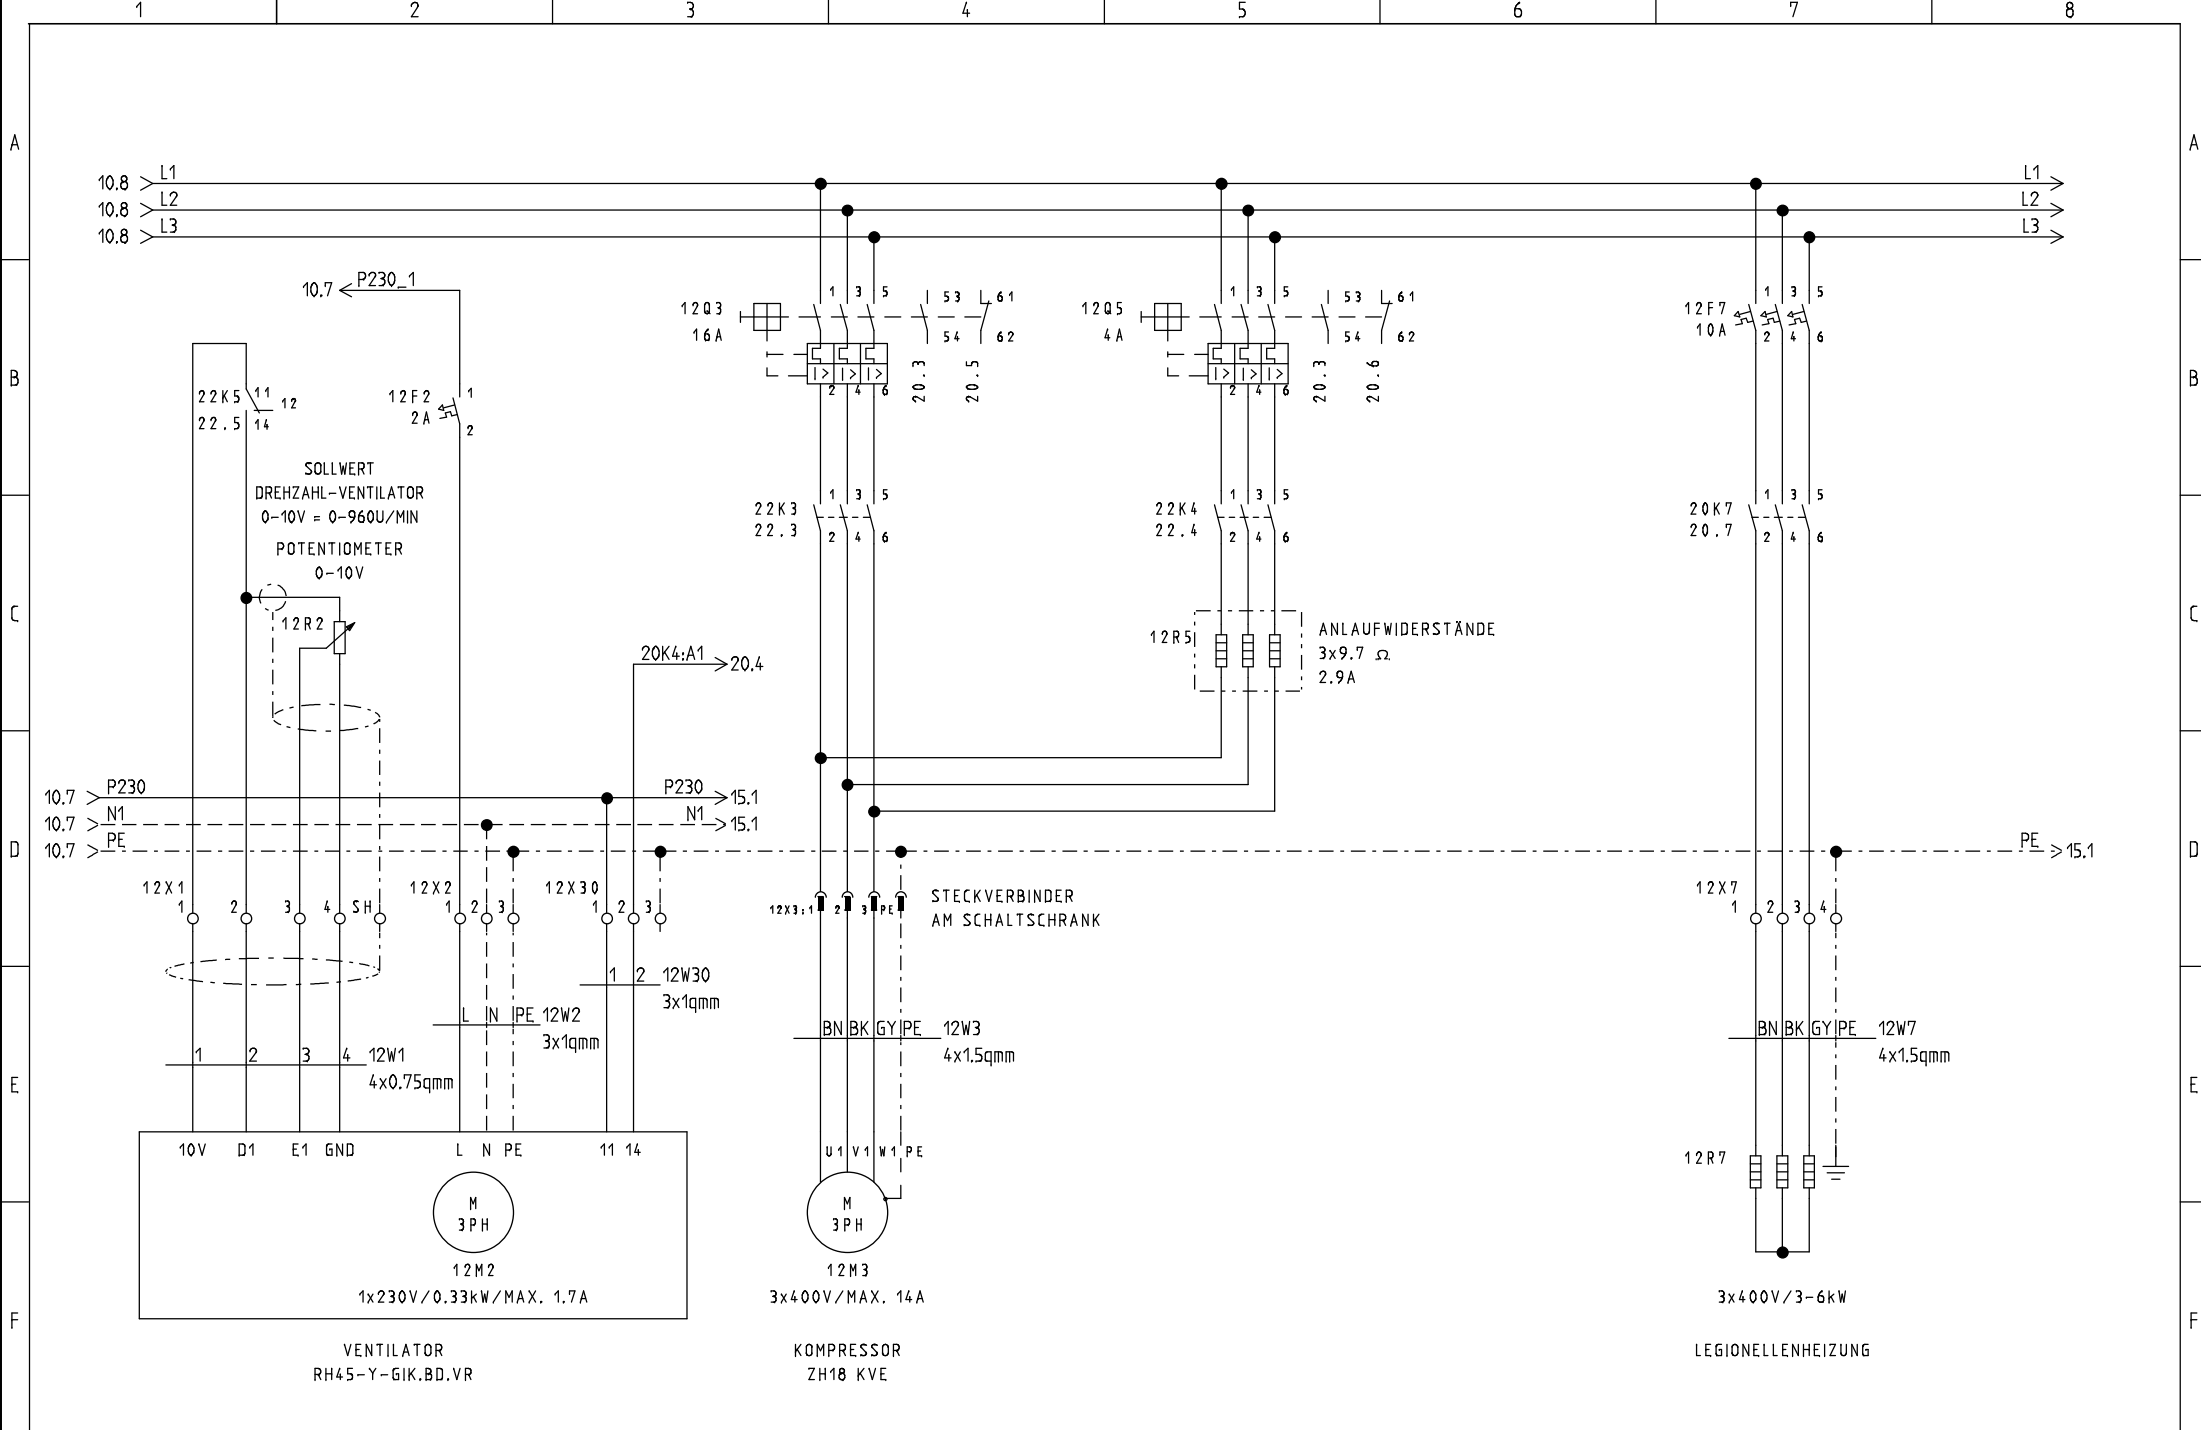 1 2 3 4 5 6 7 8
A A
10.8 L1 L1
10.8 L2 L2
10.8 L3 L3
10.7 P230_1
1 3 5 53 61
12Q3
16A
54 62
20.3 20.5
2 4 6
1 3 5 53 61
12Q5
4A
54 62
20.3 20.6
2 4 6
1 3 5
12F7
10A
2 4 6
B B
22K5 11 12
22.5 14
12F2 1
2A
2
SOLLWERT
DREHZAHL-VENTILATOR
0-10V = 0-960U/MIN
POTENTIOMETER
0-10V
1 3 5
22K3
22.3
2 4 6
1 3 5
22K4
22.4
2 4 6
1 3 5
20K7
20.7
2 4 6
C C
12R2
20K4:A1 20.4
12R5
ANLAUFWIDERSTÄNDE
3x9.7 Ω
2.9A
10.7 P230 P230 15.1
10.7 N1 N1 15.1
10.7 PE PE 15.1
D D
12X1
1 2 3 4 SH
12X2
1 2 3
12X30
1 2 3
12X3:1 2 3 PE
STECKVERBINDER
AM SCHALTSCHRANK
12X7
1 2 3 4
1 2 12W30
3x1qmm
L N PE 12W2
3x1qmm
BN BK GY PE 12W3
4x1.5qmm
BN BK GY PE 12W7
4x1.5qmm
1 2 3 4 12W1
4x0.75qmm
E E
10V D1 E1 GND L N PE 11 14
U1 V1 W1 PE
12R7
M
3PH
12M2
1x230V/0.33kW/MAX. 1.7A
M
3PH
12M3
3x400V/MAX. 14A
3x400V/3-6kW
F F
VENTILATOR
RH45-Y-GIK.BD.VR
KOMPRESSOR
ZH18 KVE
LEGIONELLENHEIZUNG